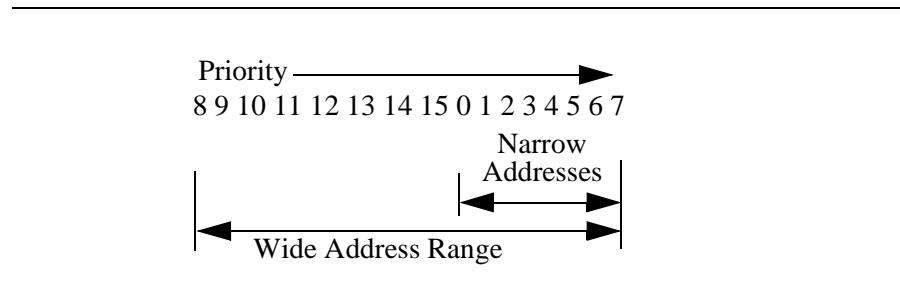 Priority
8 9 10 11 12 13 14 15 0 1 2 3 4 5 6 7
Narrow
Addresses
Wide Address Range